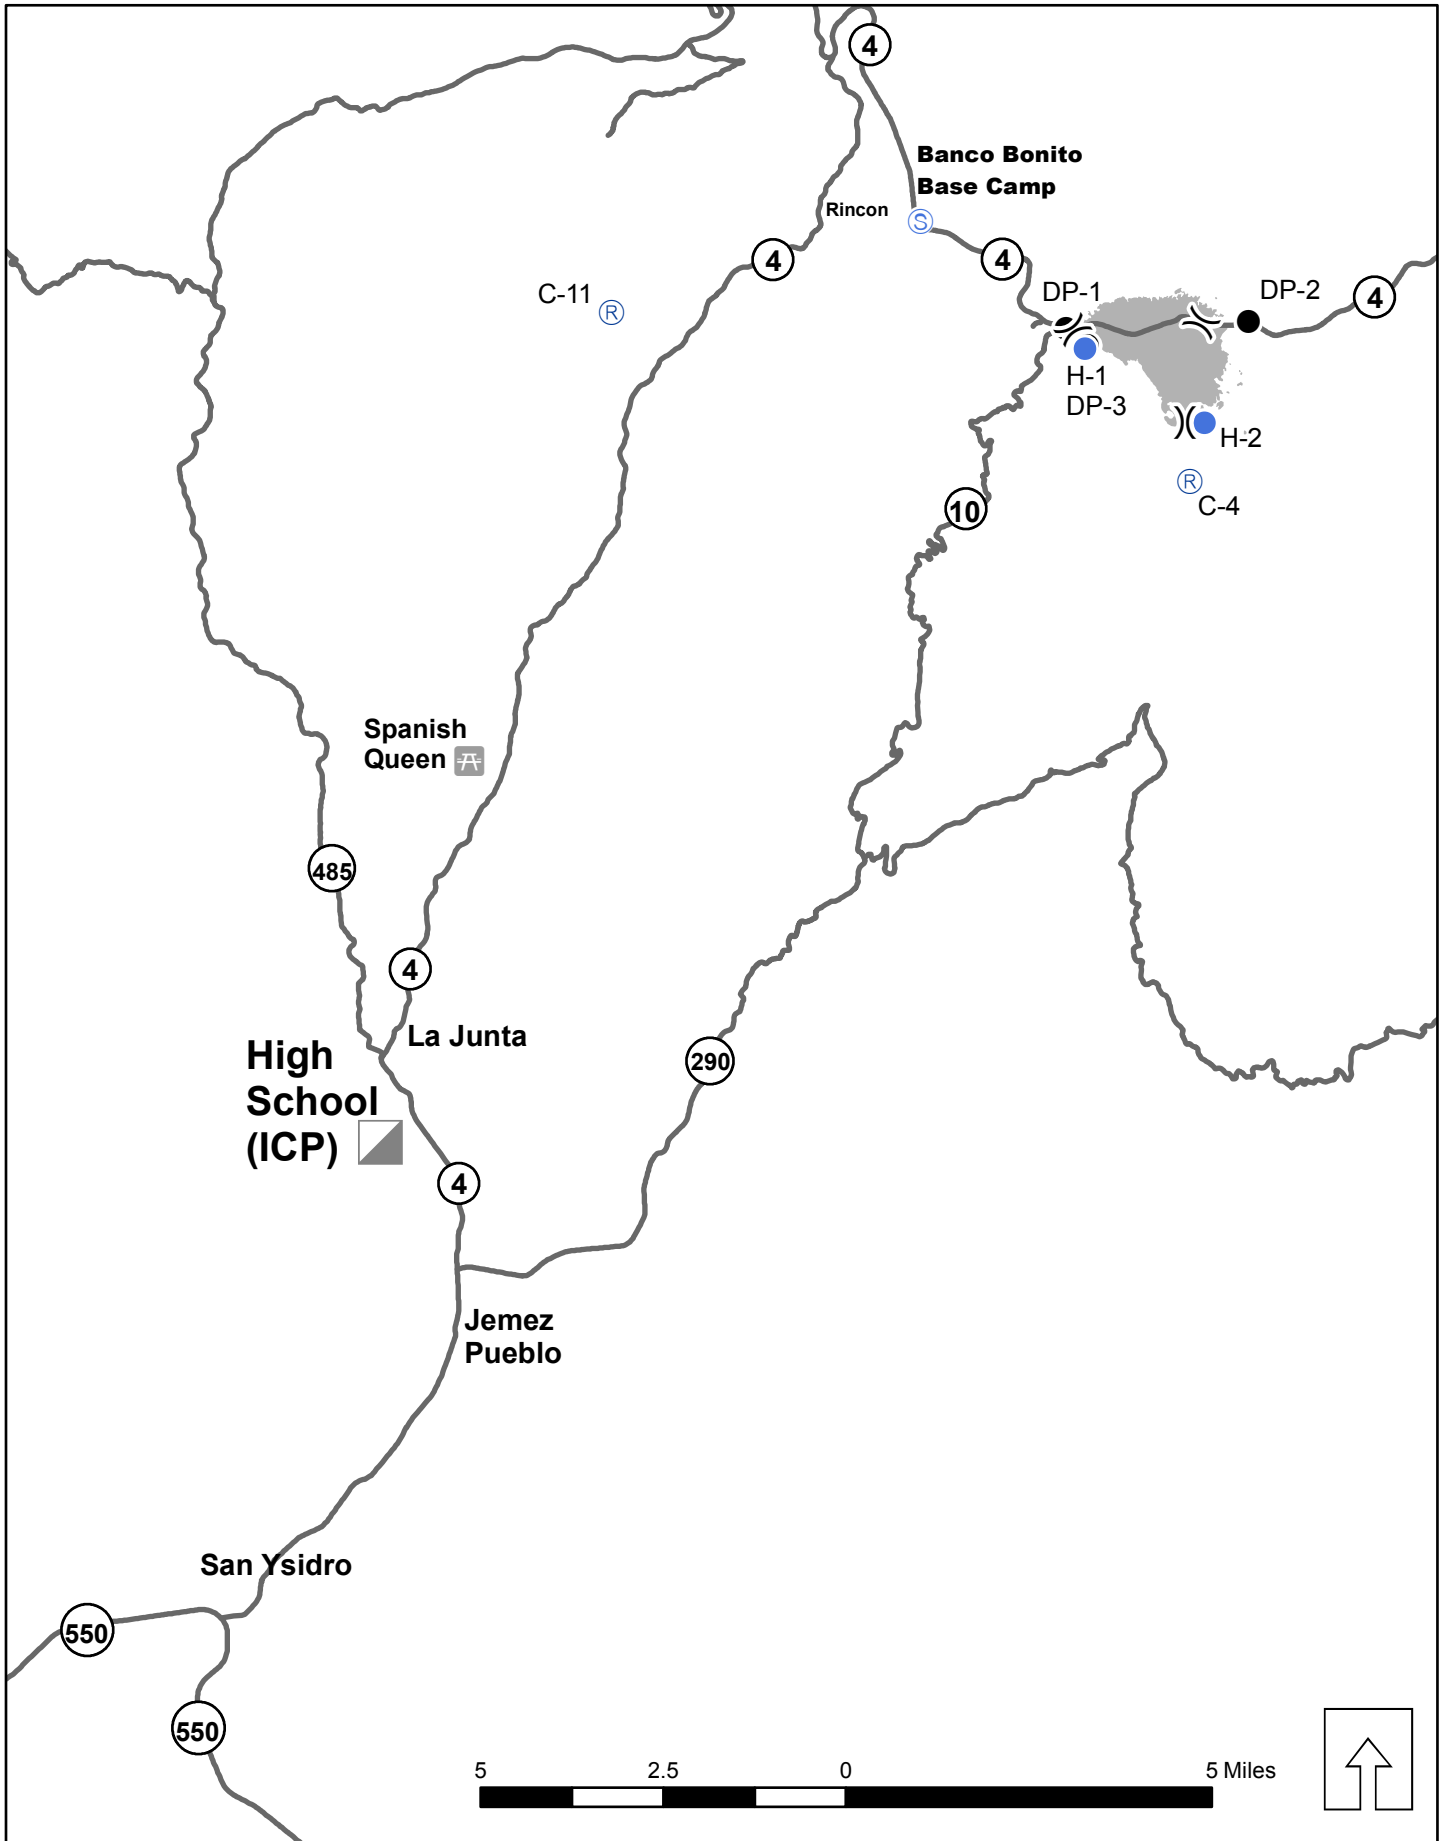 4
Banco Bonito
Base Camp
Rincon
S
4
4
DP-1
DP-2
4
C-11
R
H-1
DP-3
H-2
R
C-4
10
Spanish
Queen
485
4
La Junta
High
School
(ICP)
290
4
Jemez
Pueblo
San Ysidro
550
550
5 2.5 0 5 Miles